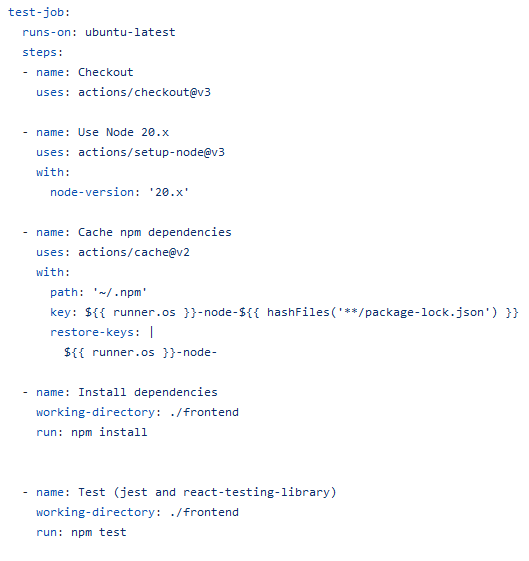 test-job:
  runs-on: ubuntu-latest
  steps:
  - name: Checkout
    uses: actions/checkout@v3

  - name: Use Node 20.x
    uses: actions/setup-node@v3
    with:
      node-version: '20.x'

  - name: Cache npm dependencies
    uses: actions/cache@v2
    with:
      path: '~/.npm'
      key: ${{ runner.os }}-node-${{ hashFiles('**/package-lock.json') }}
      restore-keys: |
        ${{ runner.os }}-node-

  - name: Install dependencies
    working-directory: ./frontend
    run: npm install


  - name: Test (jest and react-testing-library)
    working-directory: ./frontend
    run: npm test